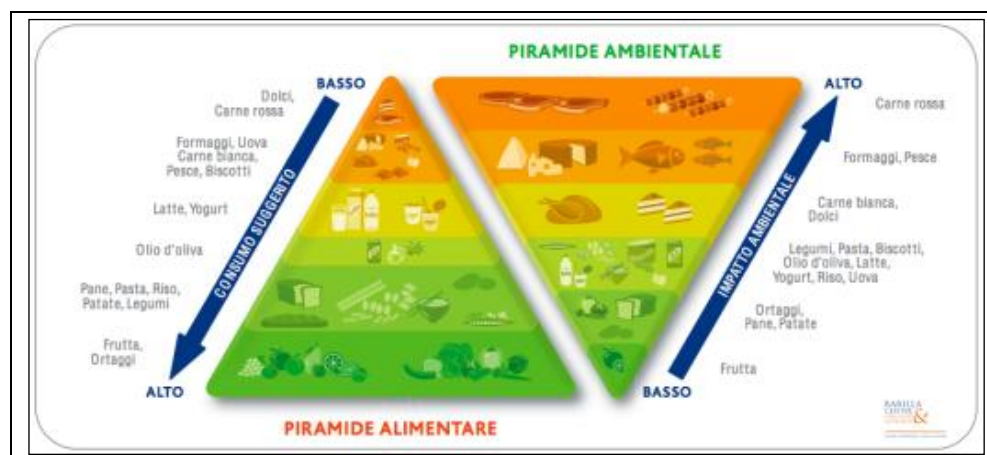 PIRAMIDE AMBIENTALE
BASSO
Dolci,
Carne rossa
Formaggi, Uova
Carne bianca,
Pesce, Biscotti
Latte, Yogurt
Olio d'oliva
Pane, Pasta, Riso,
Patate, Legumi
Frutta,
Ortaggi
ALTO
CONSUMO SUGGERITO
PIRAMIDE ALIMENTARE
ALTO
Carne rossa
Formaggi, Pesce
Carne bianca,
Dolci
Legumi, Pasta, Biscotti,
Olio d'oliva, Latte,
Yogurt, Riso, Uova
Ortaggi,
Pane, Patate
Frutta
BASSO
IMPATTO AMBIENTALE
BARILLA
CENTER
&